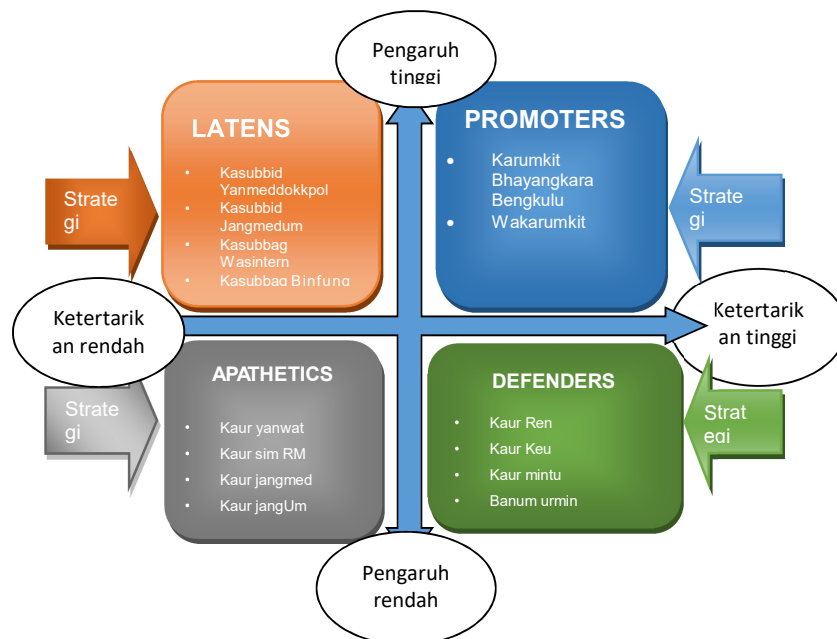 Pengaruh
tinggi
LATENS
• Kasubbid
Yanmeddokkpol
• Kasubbid
Jangmedum
• Kasubbag
Wasintern
• Kasubbag Binfung
PROMOTERS
• Karumkit
Bhayangkara
Bengkulu
• Wakarumkit
Strate
gi
Strate
gi
Ketertarik
an rendah
Ketertarik
an tinggi
APATHETICS
• Kaur yanwat
• Kaur sim RM
• Kaur jangmed
• Kaur jangUm
DEFENDERS
• Kaur Ren
• Kaur Keu
• Kaur mintu
• Banum urmin
Strate
gi
Strat
egi
Pengaruh
rendah